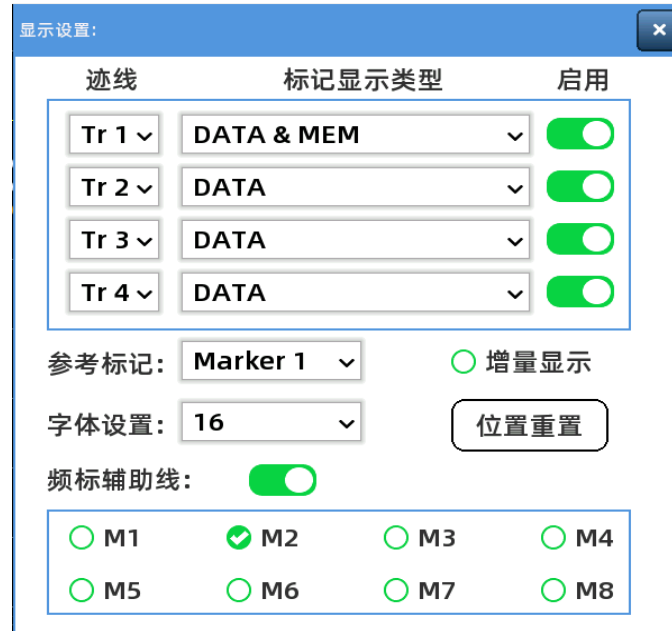 显示设置:
×
迹线 标记显示类型 启用
Tr 1 DATA & MEM
Tr 2 DATA
Tr 3 DATA
Tr 4 DATA
参考标记: Marker 1 增量显示
字体设置: 16 位置重置
频标辅助线:
M1 M2 M3 M4
M5 M6 M7 M8